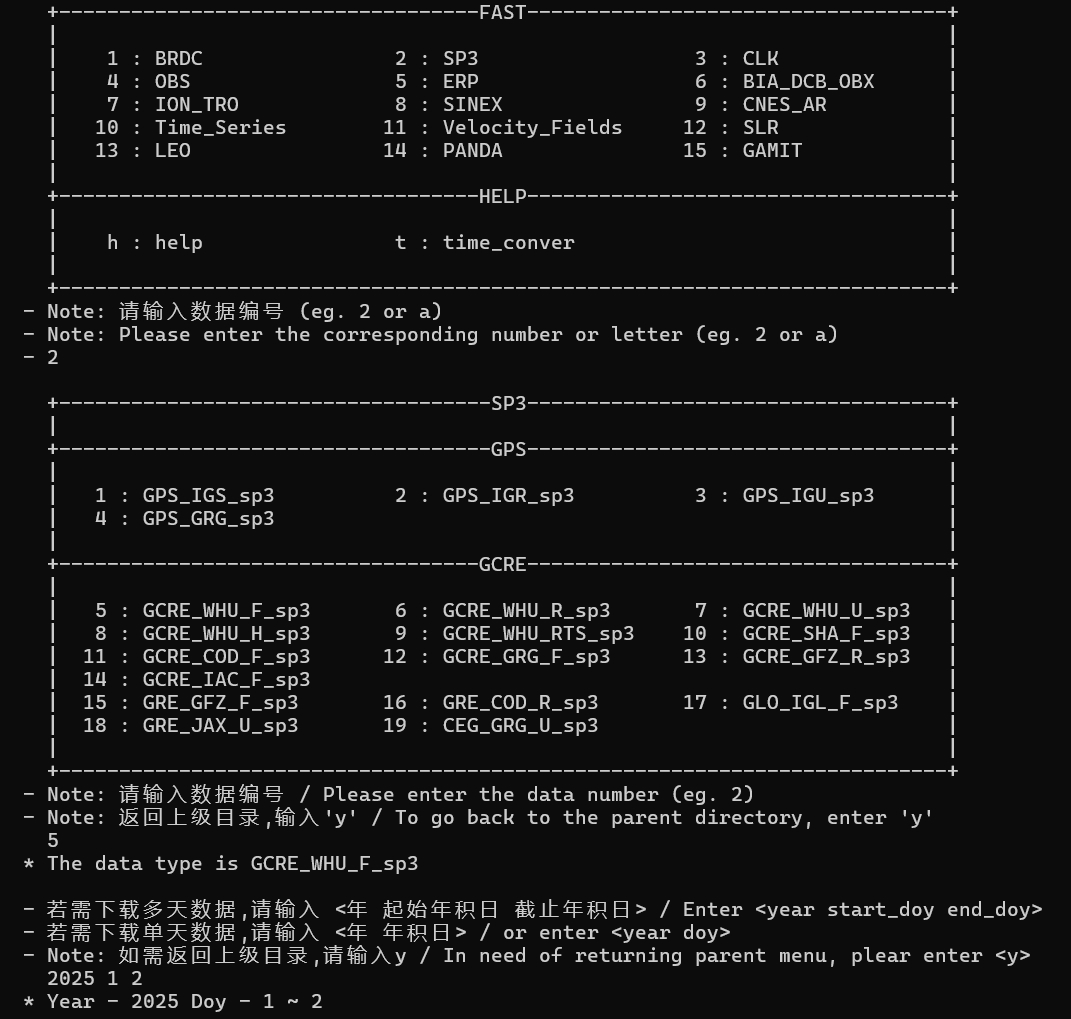 +-----------------------------------FAST-----------------------------------+
|                                                                          |
|    1 : BRDC                2 : SP3                  3 : CLK              |
|    4 : OBS                 5 : ERP                  6 : BIA_DCB_OBX      |
|    7 : ION_TRO             8 : SINEX                9 : CNES_AR          |
|   10 : Time_Series        11 : Velocity_Fields     12 : SLR              |
|   13 : LEO                14 : PANDA               15 : GAMIT            |
|                                                                          |
+-----------------------------------HELP-----------------------------------+
|                                                                          |
|    h : help                t : time_conver                               |
|                                                                          |
+--------------------------------------------------------------------------+
- Note: 请输入数据编号 (eg. 2 or a)
- Note: Please enter the corresponding number or letter (eg. 2 or a)
- 2
+------------------------------------SP3-----------------------------------+
|                                                                          |
+-----------------------------------GPS------------------------------------+
|                                                                          |
|   1 : GPS_IGS_sp3          2 : GPS_IGR_sp3          3 : GPS_IGU_sp3      |
|   4 : GPS_GRG_sp3                                                        |
|                                                                          |
+-----------------------------------GCRE-----------------------------------+
|                                                                          |
|   5 : GCRE_WHU_F_sp3       6 : GCRE_WHU_R_sp3       7 : GCRE_WHU_U_sp3   |
|   8 : GCRE_WHU_H_sp3       9 : GCRE_WHU_RTS_sp3    10 : GCRE_SHA_F_sp3   |
|  11 : GCRE_COD_F_sp3      12 : GCRE_GRG_F_sp3      13 : GCRE_GFZ_R_sp3   |
|  14 : GCRE_IAC_F_sp3                                                     |
|  15 : GRE_GFZ_F_sp3       16 : GRE_COD_R_sp3       17 : GLO_IGL_F_sp3    |
|  18 : GRE_JAX_U_sp3       19 : CEG_GRG_U_sp3                             |
|                                                                          |
+--------------------------------------------------------------------------+
- Note: 请输入数据编号 / Please enter the data number (eg. 2)
- Note: 返回上级目录,输入'y' / To go back to the parent directory, enter 'y'
5
* The data type is GCRE_WHU_F_sp3
- 若需下载多天数据,请输入 <年 起始年积日 截止年积日> / Enter <year start_doy end_doy>
- 若需下载单天数据,请输入 <年 年积日> / or enter <year doy>
- Note: 如需返回上级目录,请输入y / In need of returning parent menu, plear enter <y>
2025 1 2
* Year - 2025 Doy - 1 ~ 2